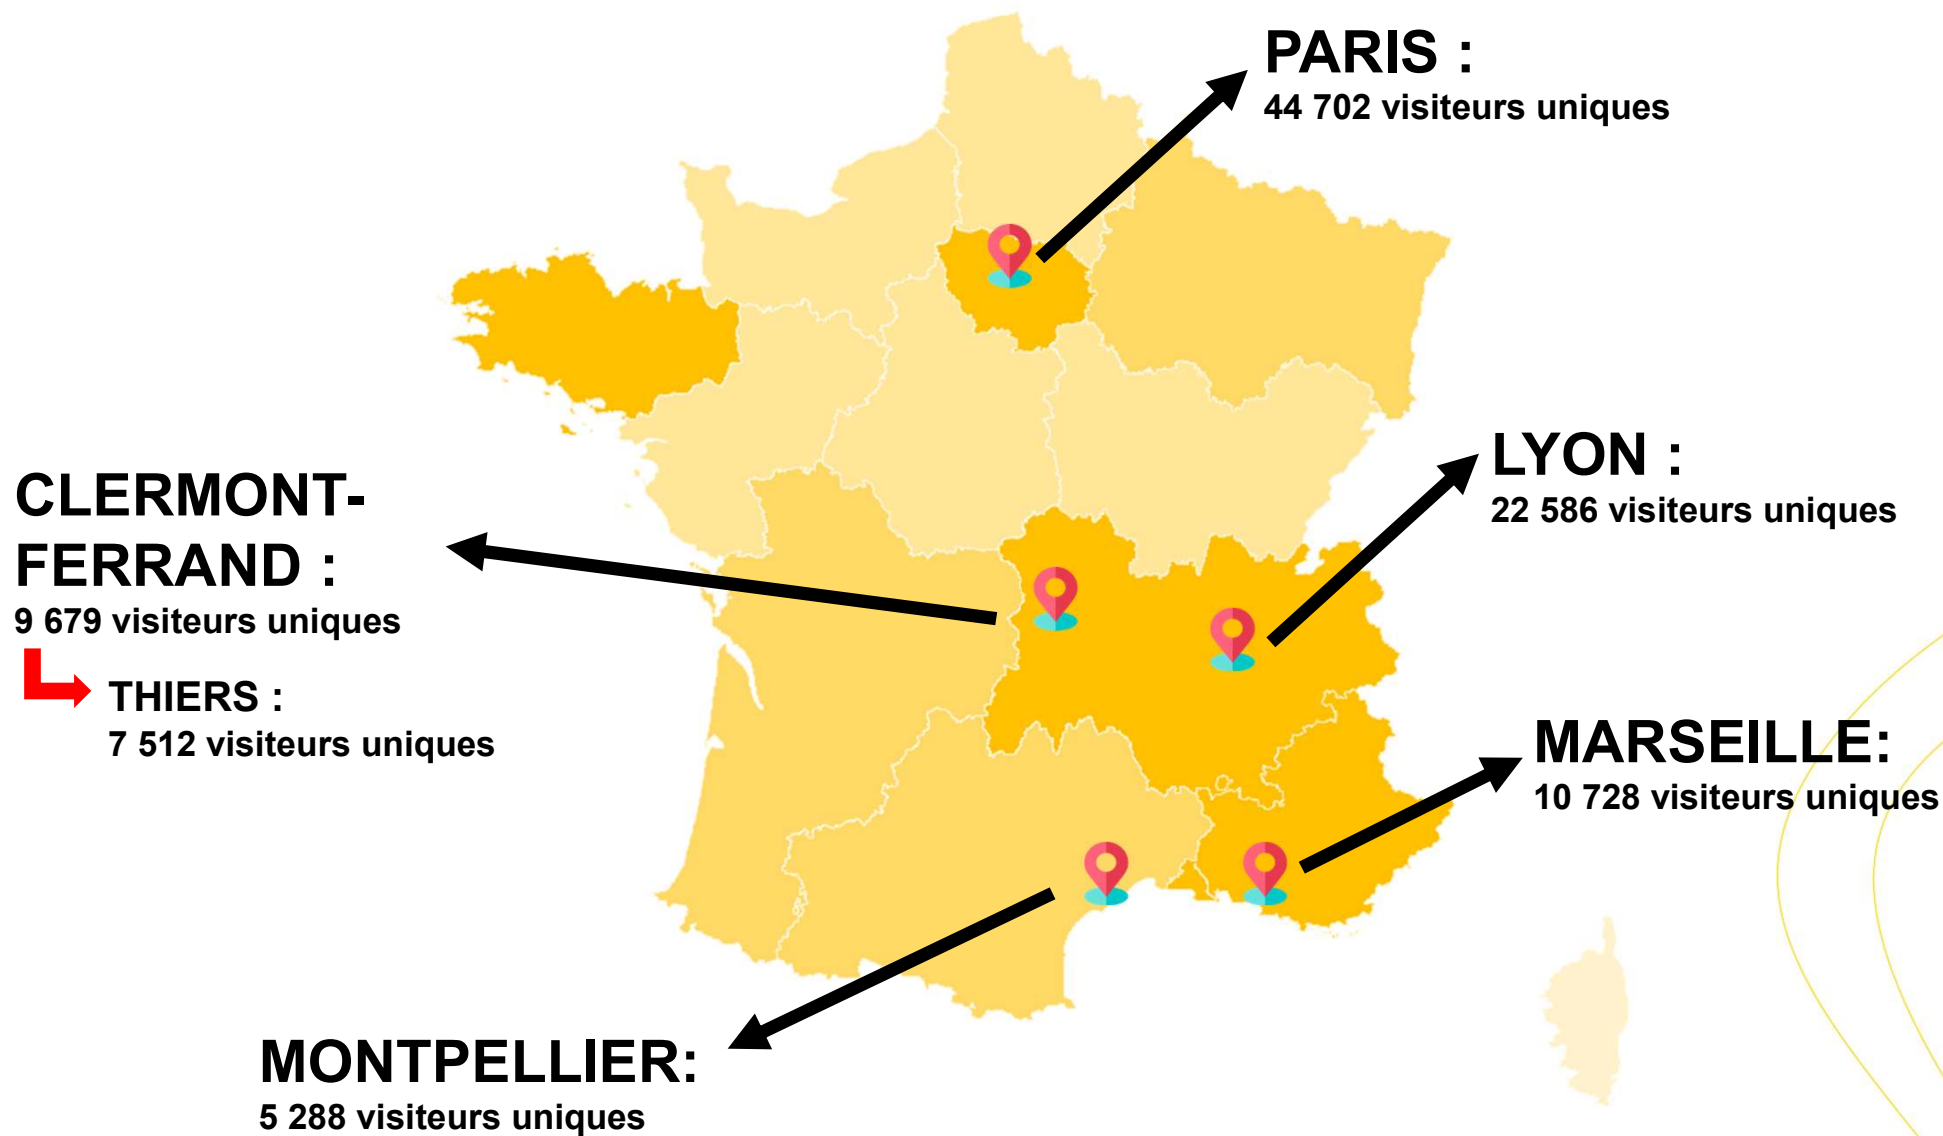 PARIS :
44 702 visiteurs uniques
LYON :
22 586 visiteurs uniques
CLERMONT-
FERRAND :
9 679 visiteurs uniques
THIERS :
7 512 visiteurs uniques
MARSEILLE:
10 728 visiteurs uniques
MONTPELLIER:
5 288 visiteurs uniques